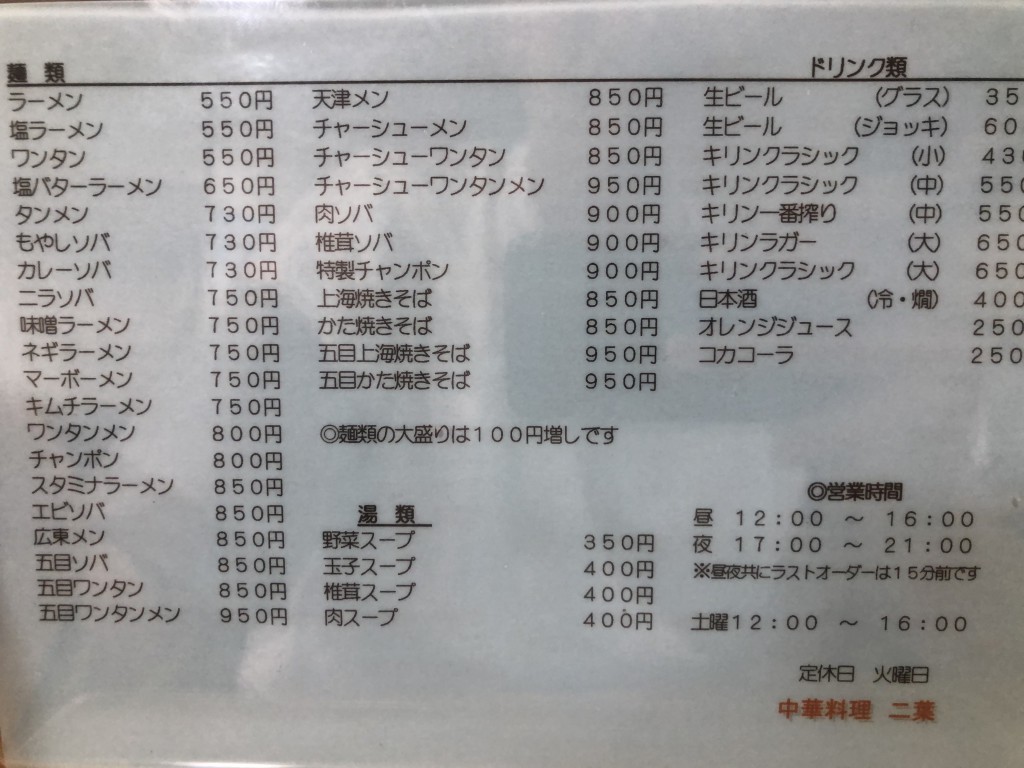 麺 類
ラーメン 550円
塩ラーメン 550円
ワンタン 550円
塩バターラーメン 650円
タンメン 730円
もやしソバ 730円
カレーソバ 730円
ニラソバ 750円
味噌ラーメン 750円
ネギラーメン 750円
マーボーメン 750円
キムチラーメン 750円
ワンタンメン 800円
チャンポン 800円
スタミナラーメン 850円
エビソバ 850円
広東メン 850円
五目ソバ 850円
五目ワンタン 850円
五目ワンタンメン 950円
天津メン 850円
チャーシューメン 850円
チャーシューワンタン 850円
チャーシューワンタンメン 950円
肉ソバ 900円
椎茸ソバ 900円
特製チャンポン 900円
上海焼きそば 850円
かた焼きそば 850円
五目上海焼きそば 950円
五目かた焼きそば 950円
◎麺類の大盛りは100円増しです
湯 類
野菜スープ 350円
玉子スープ 400円
椎茸スープ 400円
肉スープ 400円
ドリンク類
生ビール (グラス) 35
生ビール (ジョッキ) 60
キリンクラシック (小) 43
キリンクラシック (中) 550
キリン一番搾り (中) 550
キリンラガー (大) 650
キリンクラシック (大) 650
日本酒 (冷・燗) 400
オレンジジュース 250
コカコーラ 250
◎営業時間
昼 12:00 ～ 16:00
夜 17:00 ～ 21:00
※昼夜共にラストオーダーは15分前です
土曜12:00 ～ 16:00
定休日 火曜日
中華料理 二葉